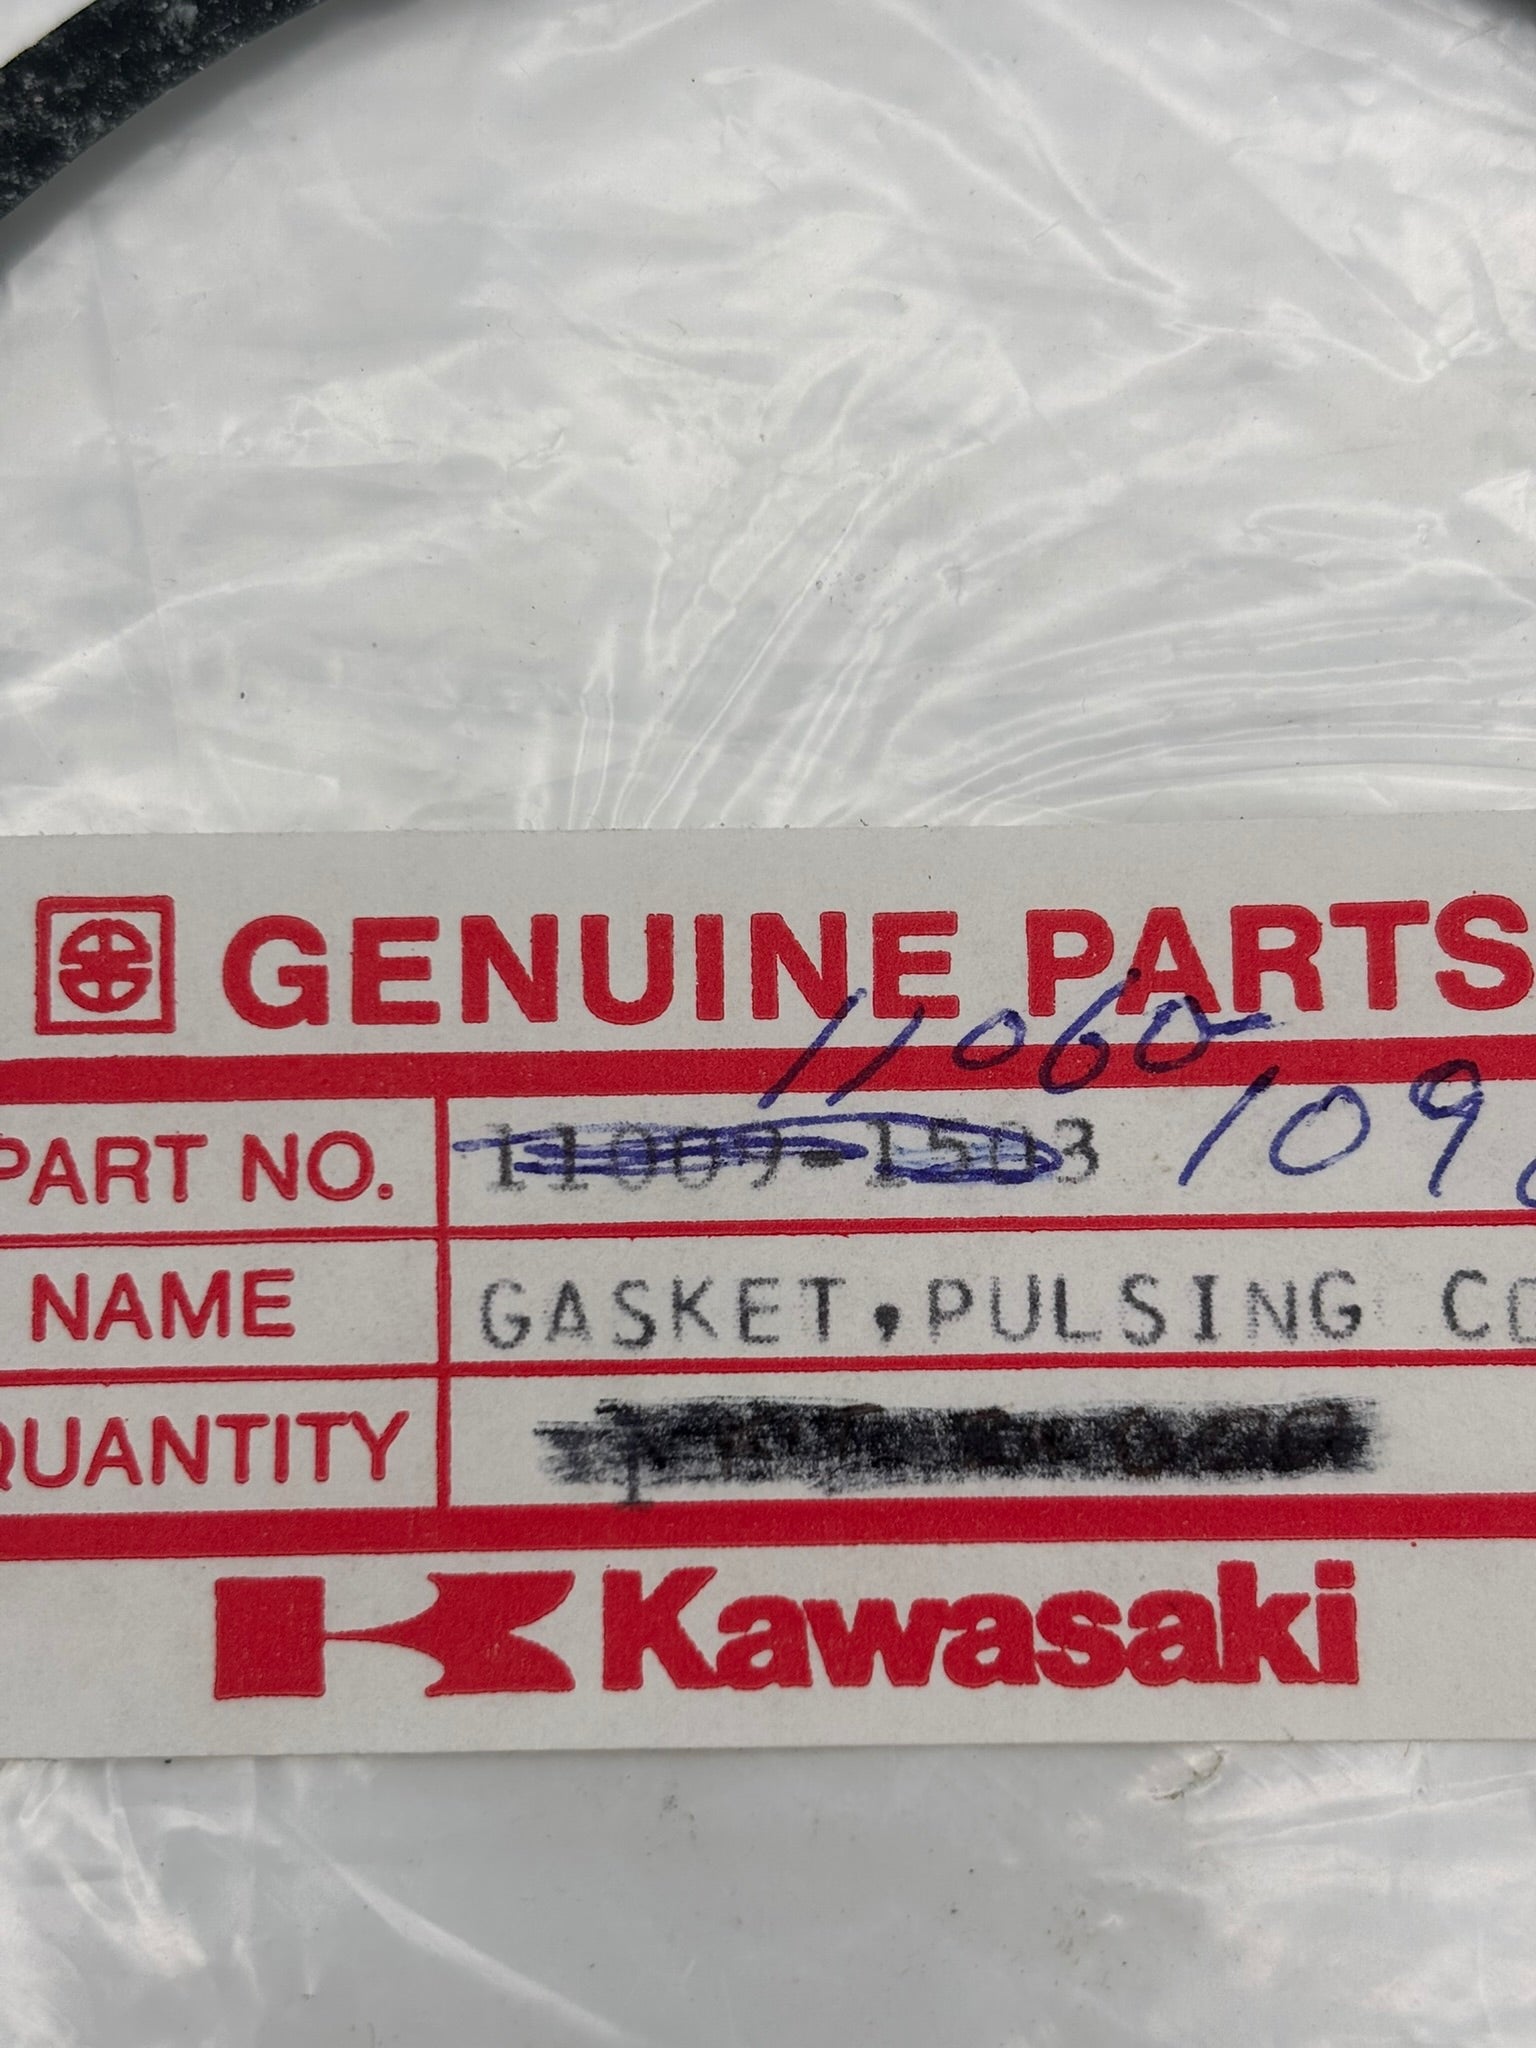 GENUINE PARTS
11060-
PART NO. 11009-1503 109
NAME GASKET,PULSING CO
QUANTITY
Kawasaki